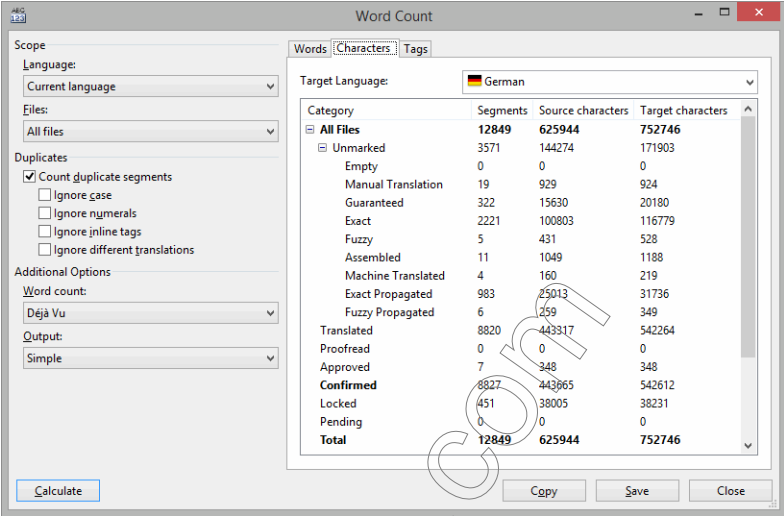 ABC
123
Word Count
Scope
Language:
Current language
Files:
All files
Duplicates
Count duplicate segments
Ignore case
Ignore numerals
Ignore inline tags
Ignore different translations
Additional Options
Word count:
Déjà Vu
Output:
Simple
Calculate
Words Characters Tags
Target Language: German
Category Segments Source characters Target characters
All Files 12849 625944 752746
Unmarked 3571 144274 171903
Empty 0 0 0
Manual Translation 19 929 924
Guaranteed 322 15630 20180
Exact 2221 100803 116779
Fuzzy 5 431 528
Assembled 11 1049 1188
Machine Translated 4 160 219
Exact Propagated 983 25013 31736
Fuzzy Propagated 6 259 349
Translated 8820 443317 542264
Proofread 0 0 0
Approved 7 348 348
Confirmed 8827 443665 542612
Locked 451 38005 38231
Pending 0 0 0
Total 12849 625944 752746
com
Copy Save Close